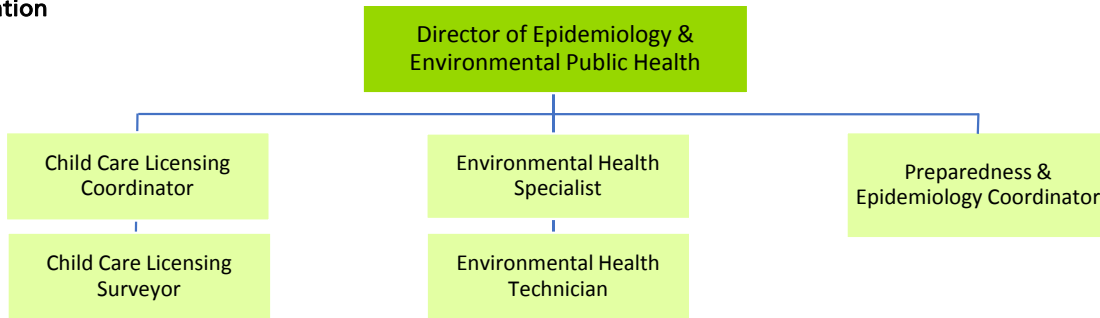 Director of Epidemiology &
Environmental Public Health
Child Care Licensing
Coordinator
Environmental Health
Specialist
Preparedness &
Epidemiology Coordinator
Child Care Licensing
Surveyor
Environmental Health
Technician